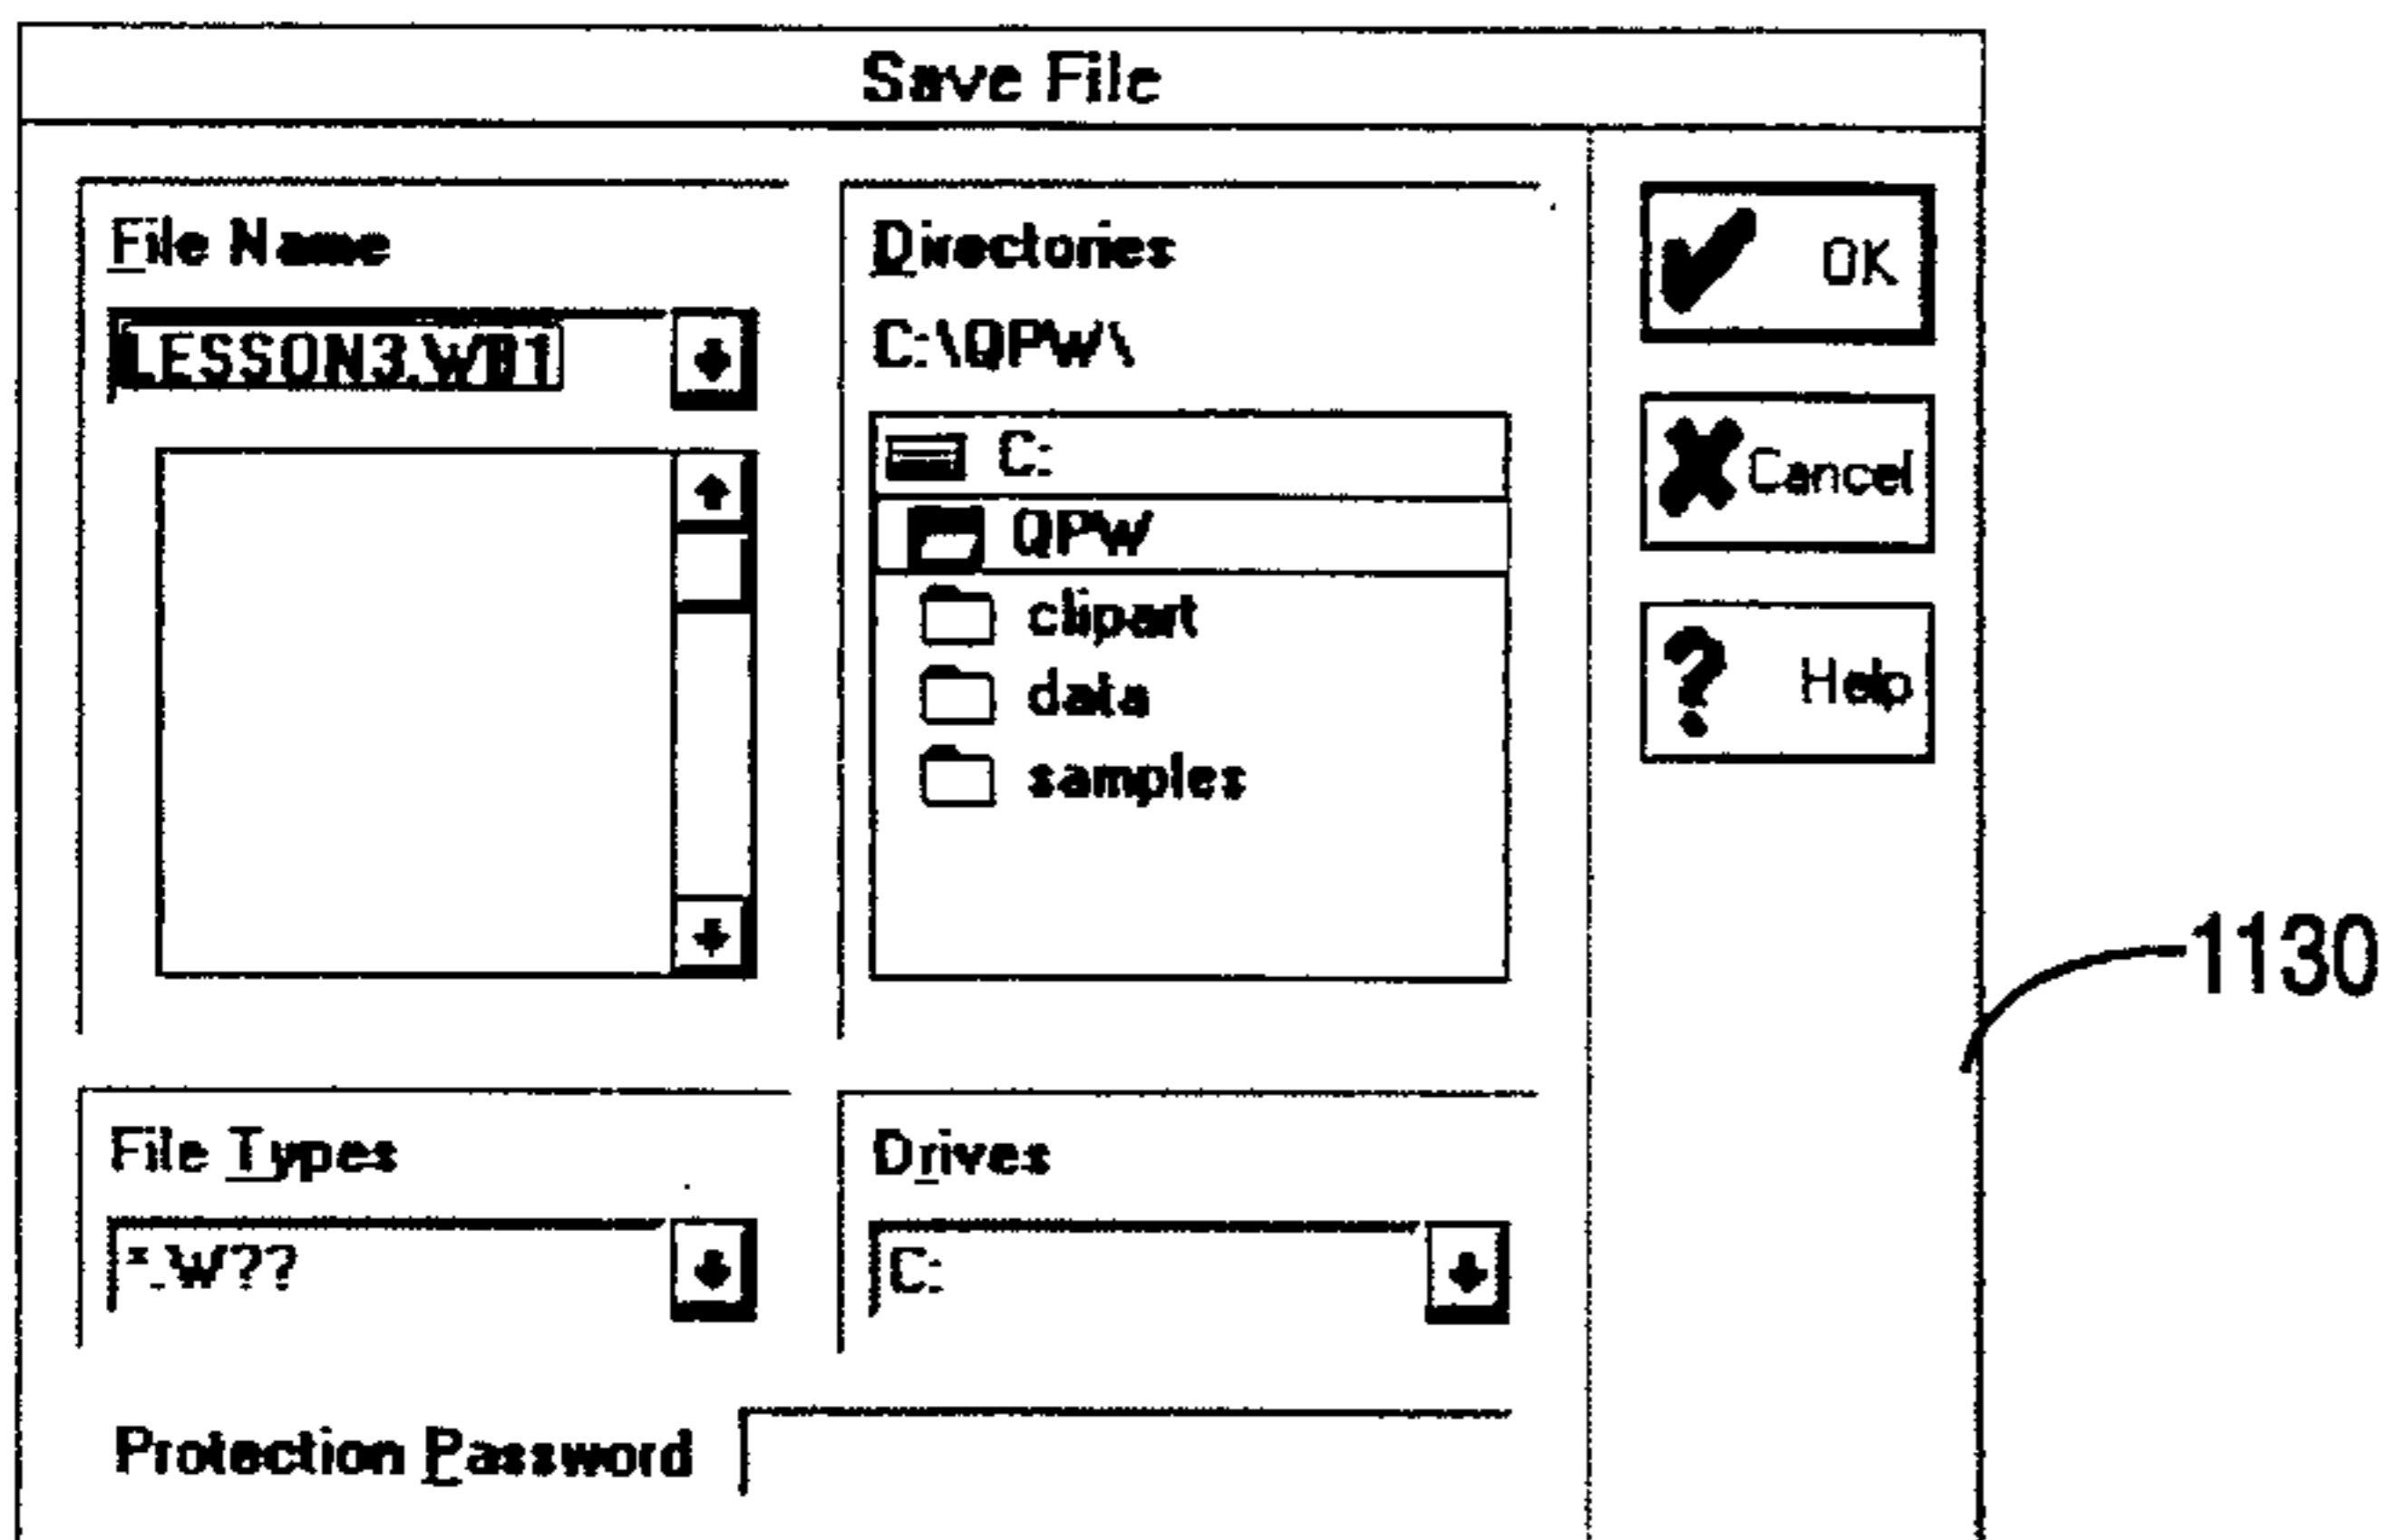 Save File
File Name
LESSON3.WB1
Directories
C:\QPW\
C:
QPW
clipart
data
samples
OK
Cancel
Help
1130
File Types
*.W??
Drives
C:
Protection Password